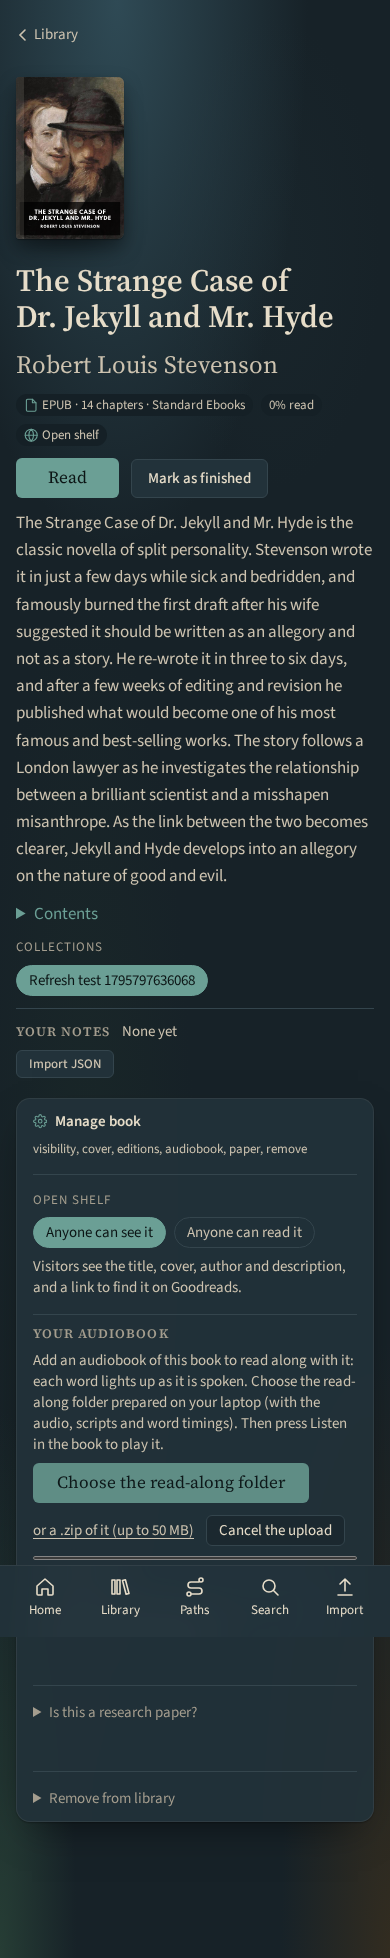 Library
THE STRANGE CASE OF
DR. JEKYLL AND MR. HYDE
ROBERT LOUIS STEVENSON
The Strange Case of
Dr. Jekyll and Mr. Hyde
Robert Louis Stevenson
EPUB · 14 chapters · Standard Ebooks
0% read
Open shelf
Read
Mark as finished
The Strange Case of Dr. Jekyll and Mr. Hyde is the
classic novella of split personality. Stevenson wrote
it in just a few days while sick and bedridden, and
famously burned the first draft after his wife
suggested it should be written as an allegory and
not as a story. He re-wrote it in three to six days,
and after a few weeks of editing and revision he
published what would become one of his most
famous and best-selling works. The story follows a
London lawyer as he investigates the relationship
between a brilliant scientist and a misshapen
misanthrope. As the link between the two becomes
clearer, Jekyll and Hyde develops into an allegory
on the nature of good and evil.
Contents
COLLECTIONS
Refresh test 1795797636068
YOUR NOTES None yet
Import JSON
Manage book
visibility, cover, editions, audiobook, paper, remove
OPEN SHELF
Anyone can see it
Anyone can read it
Visitors see the title, cover, author and description,
and a link to find it on Goodreads.
YOUR AUDIOBOOK
Add an audiobook of this book to read along with it:
each word lights up as it is spoken. Choose the read-
along folder prepared on your laptop (with the
audio, scripts and word timings). Then press Listen
in the book to play it.
Choose the read-along folder
or a .zip of it (up to 50 MB)
Cancel the upload
Home
Library
Paths
Search
Import
Is this a research paper?
Remove from library